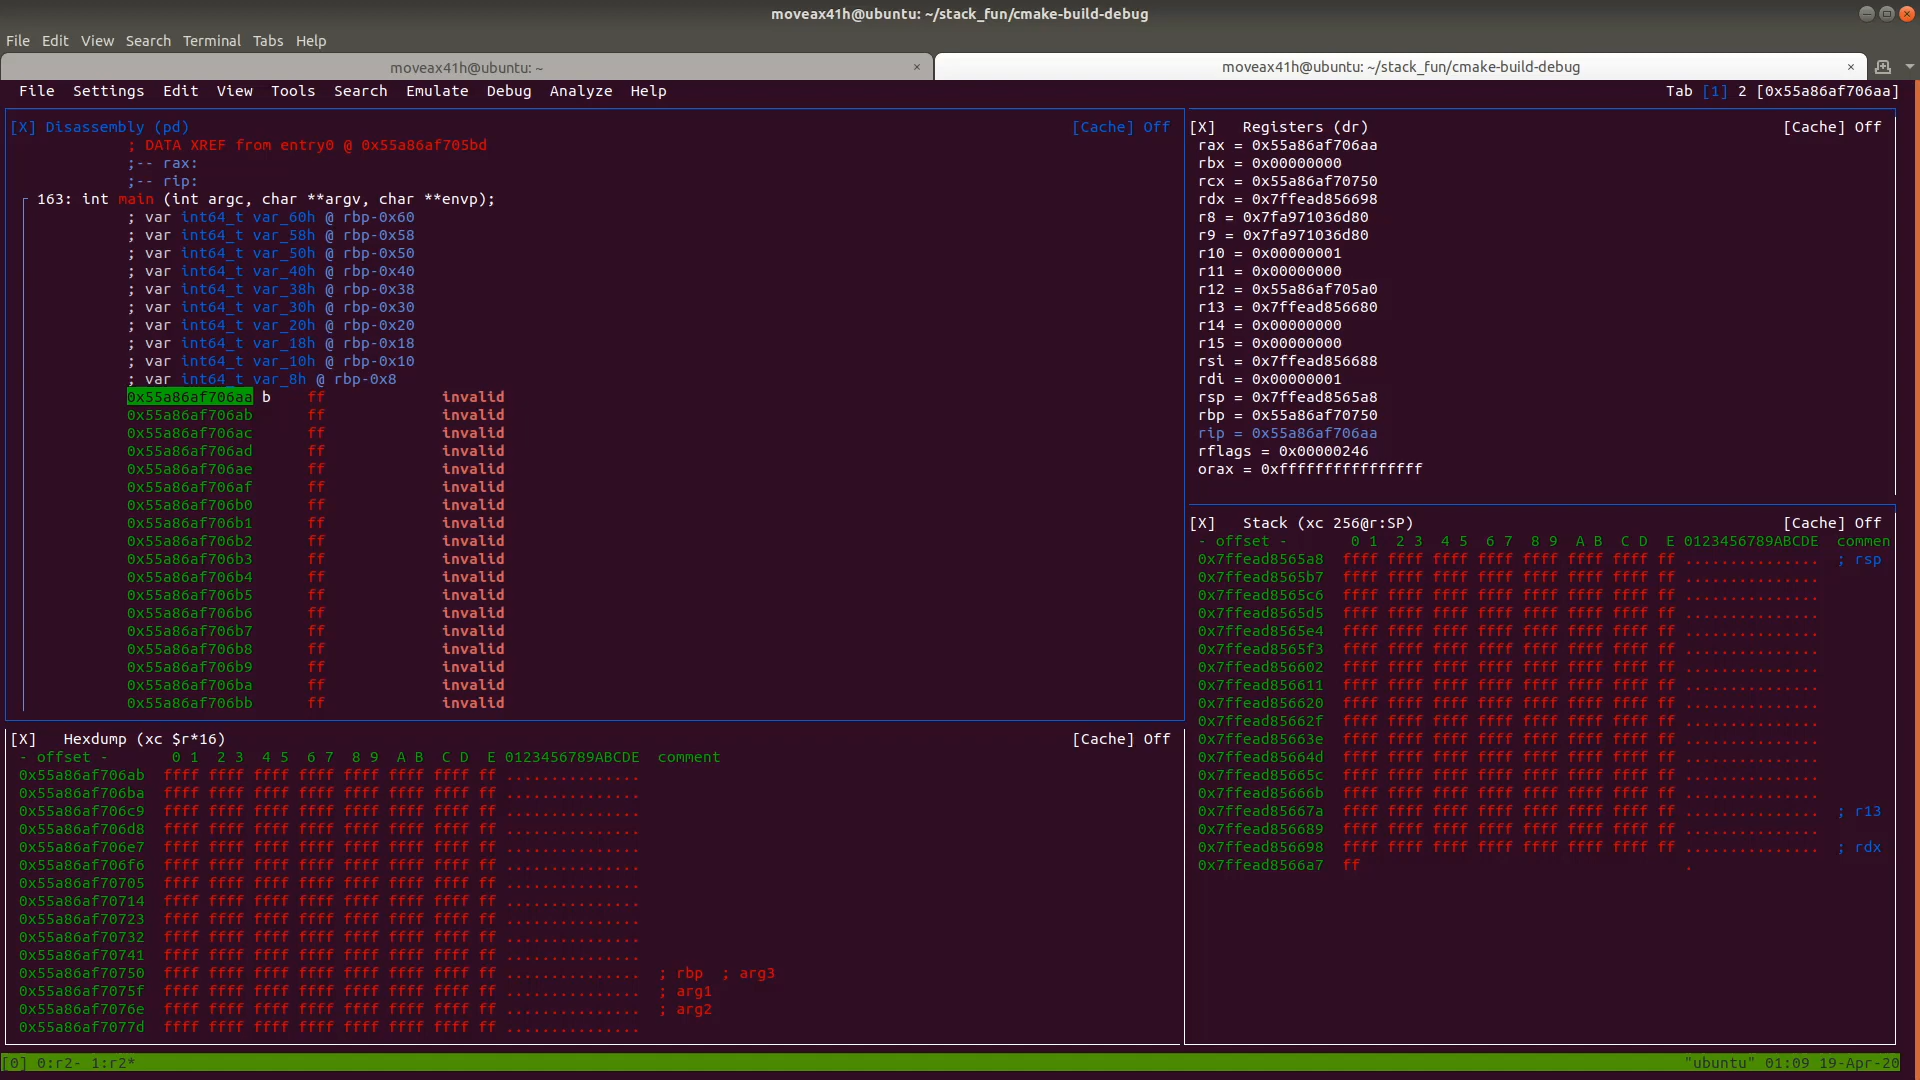 moveax41h@ubuntu: ~/stack_fun/cmake-build-debug
File Edit View Search Terminal Tabs Help
moveax41h@ubuntu: ~ ×
moveax41h@ubuntu: ~/stack_fun/cmake-build-debug ×
File Settings Edit View Tools Search Emulate Debug Analyze Help Tab [1] 2 [0x55a86af706aa]
[X] Disassembly (pd) [Cache] Off
; DATA XREF from entry0 @ 0x55a86af705bd
;-- rax:
;-- rip:
163: int main (int argc, char **argv, char **envp);
; var int64_t var_60h @ rbp-0x60
; var int64_t var_58h @ rbp-0x58
; var int64_t var_50h @ rbp-0x50
; var int64_t var_40h @ rbp-0x40
; var int64_t var_38h @ rbp-0x38
; var int64_t var_30h @ rbp-0x30
; var int64_t var_20h @ rbp-0x20
; var int64_t var_18h @ rbp-0x18
; var int64_t var_10h @ rbp-0x10
; var int64_t var_8h @ rbp-0x8
0x55a86af706aa b ff invalid
0x55a86af706ab ff invalid
0x55a86af706ac ff invalid
0x55a86af706ad ff invalid
0x55a86af706ae ff invalid
0x55a86af706af ff invalid
0x55a86af706b0 ff invalid
0x55a86af706b1 ff invalid
0x55a86af706b2 ff invalid
0x55a86af706b3 ff invalid
0x55a86af706b4 ff invalid
0x55a86af706b5 ff invalid
0x55a86af706b6 ff invalid
0x55a86af706b7 ff invalid
0x55a86af706b8 ff invalid
0x55a86af706b9 ff invalid
0x55a86af706ba ff invalid
0x55a86af706bb ff invalid
[X] Registers (dr) [Cache] Off
rax = 0x55a86af706aa
rbx = 0x00000000
rcx = 0x55a86af70750
rdx = 0x7ffead856698
r8 = 0x7fa971036d80
r9 = 0x7fa971036d80
r10 = 0x00000001
r11 = 0x00000000
r12 = 0x55a86af705a0
r13 = 0x7ffead856680
r14 = 0x00000000
r15 = 0x00000000
rsi = 0x7ffead856688
rdi = 0x00000001
rsp = 0x7ffead8565a8
rbp = 0x55a86af70750
rip = 0x55a86af706aa
rflags = 0x00000246
orax = 0xffffffffffffffff
[X] Stack (xc 256@r:SP) [Cache] Off
- offset - 0 1 2 3 4 5 6 7 8 9 A B C D E 0123456789ABCDE commen
0x7ffead8565a8 ffff ffff ffff ffff ffff ffff ffff ff ............... ; rsp
0x7ffead8565b7 ffff ffff ffff ffff ffff ffff ffff ff ...............
0x7ffead8565c6 ffff ffff ffff ffff ffff ffff ffff ff ...............
0x7ffead8565d5 ffff ffff ffff ffff ffff ffff ffff ff ...............
0x7ffead8565e4 ffff ffff ffff ffff ffff ffff ffff ff ...............
0x7ffead8565f3 ffff ffff ffff ffff ffff ffff ffff ff ...............
0x7ffead856602 ffff ffff ffff ffff ffff ffff ffff ff ...............
0x7ffead856611 ffff ffff ffff ffff ffff ffff ffff ff ...............
0x7ffead856620 ffff ffff ffff ffff ffff ffff ffff ff ...............
0x7ffead85662f ffff ffff ffff ffff ffff ffff ffff ff ...............
0x7ffead85663e ffff ffff ffff ffff ffff ffff ffff ff ...............
0x7ffead85664d ffff ffff ffff ffff ffff ffff ffff ff ...............
0x7ffead85665c ffff ffff ffff ffff ffff ffff ffff ff ...............
0x7ffead85666b ffff ffff ffff ffff ffff ffff ffff ff ...............
0x7ffead85667a ffff ffff ffff ffff ffff ffff ffff ff ............... ; r13
0x7ffead856689 ffff ffff ffff ffff ffff ffff ffff ff ...............
0x7ffead856698 ffff ffff ffff ffff ffff ffff ffff ff ............... ; rdx
0x7ffead8566a7 ff .
[X] Hexdump (xc $r*16) [Cache] Off
- offset - 0 1 2 3 4 5 6 7 8 9 A B C D E 0123456789ABCDE comment
0x55a86af706ab ffff ffff ffff ffff ffff ffff ffff ff ...............
0x55a86af706ba ffff ffff ffff ffff ffff ffff ffff ff ...............
0x55a86af706c9 ffff ffff ffff ffff ffff ffff ffff ff ...............
0x55a86af706d8 ffff ffff ffff ffff ffff ffff ffff ff ...............
0x55a86af706e7 ffff ffff ffff ffff ffff ffff ffff ff ...............
0x55a86af706f6 ffff ffff ffff ffff ffff ffff ffff ff ...............
0x55a86af70705 ffff ffff ffff ffff ffff ffff ffff ff ...............
0x55a86af70714 ffff ffff ffff ffff ffff ffff ffff ff ...............
0x55a86af70723 ffff ffff ffff ffff ffff ffff ffff ff ...............
0x55a86af70732 ffff ffff ffff ffff ffff ffff ffff ff ...............
0x55a86af70741 ffff ffff ffff ffff ffff ffff ffff ff ...............
0x55a86af70750 ffff ffff ffff ffff ffff ffff ffff ff ............... ; rbp ; arg3
0x55a86af7075f ffff ffff ffff ffff ffff ffff ffff ff ............... ; arg1
0x55a86af7076e ffff ffff ffff ffff ffff ffff ffff ff ............... ; arg2
0x55a86af7077d ffff ffff ffff ffff ffff ffff ffff ff ...............
[0] 0:r2- 1:r2* "ubuntu" 01:09 19-Apr-20